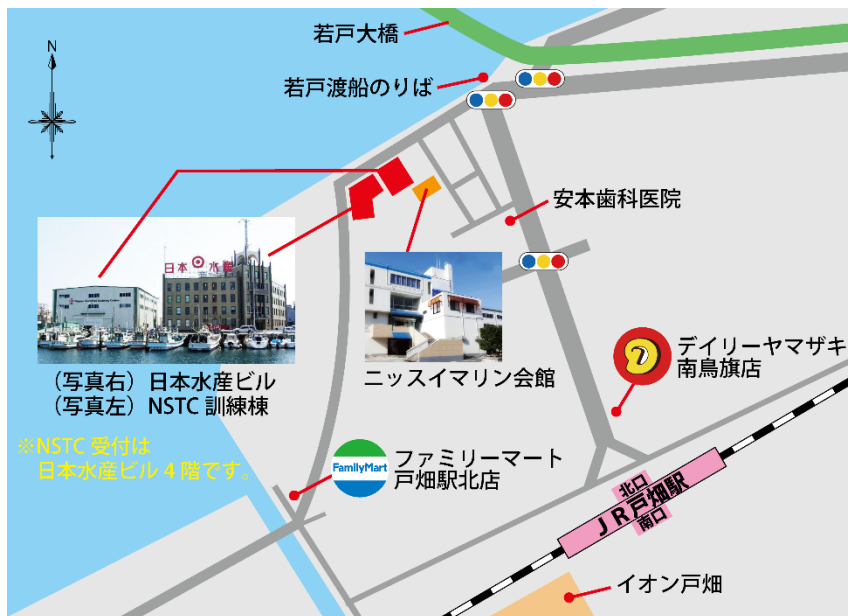 若戸大橋
N
若戸渡船のりば
安本歯科医院
日本水産
デイリーヤマザキ
南鳥旗店
(写真右)日本水産ビル
(写真左)NSTC 訓練棟
ニッスイマリン会館
※NSTC 受付は
日本水産ビル 4 階です。
FamilyMart
ファミリーマート
戸畑駅北店
北口
JR戸畑駅
南口
イオン戸畑